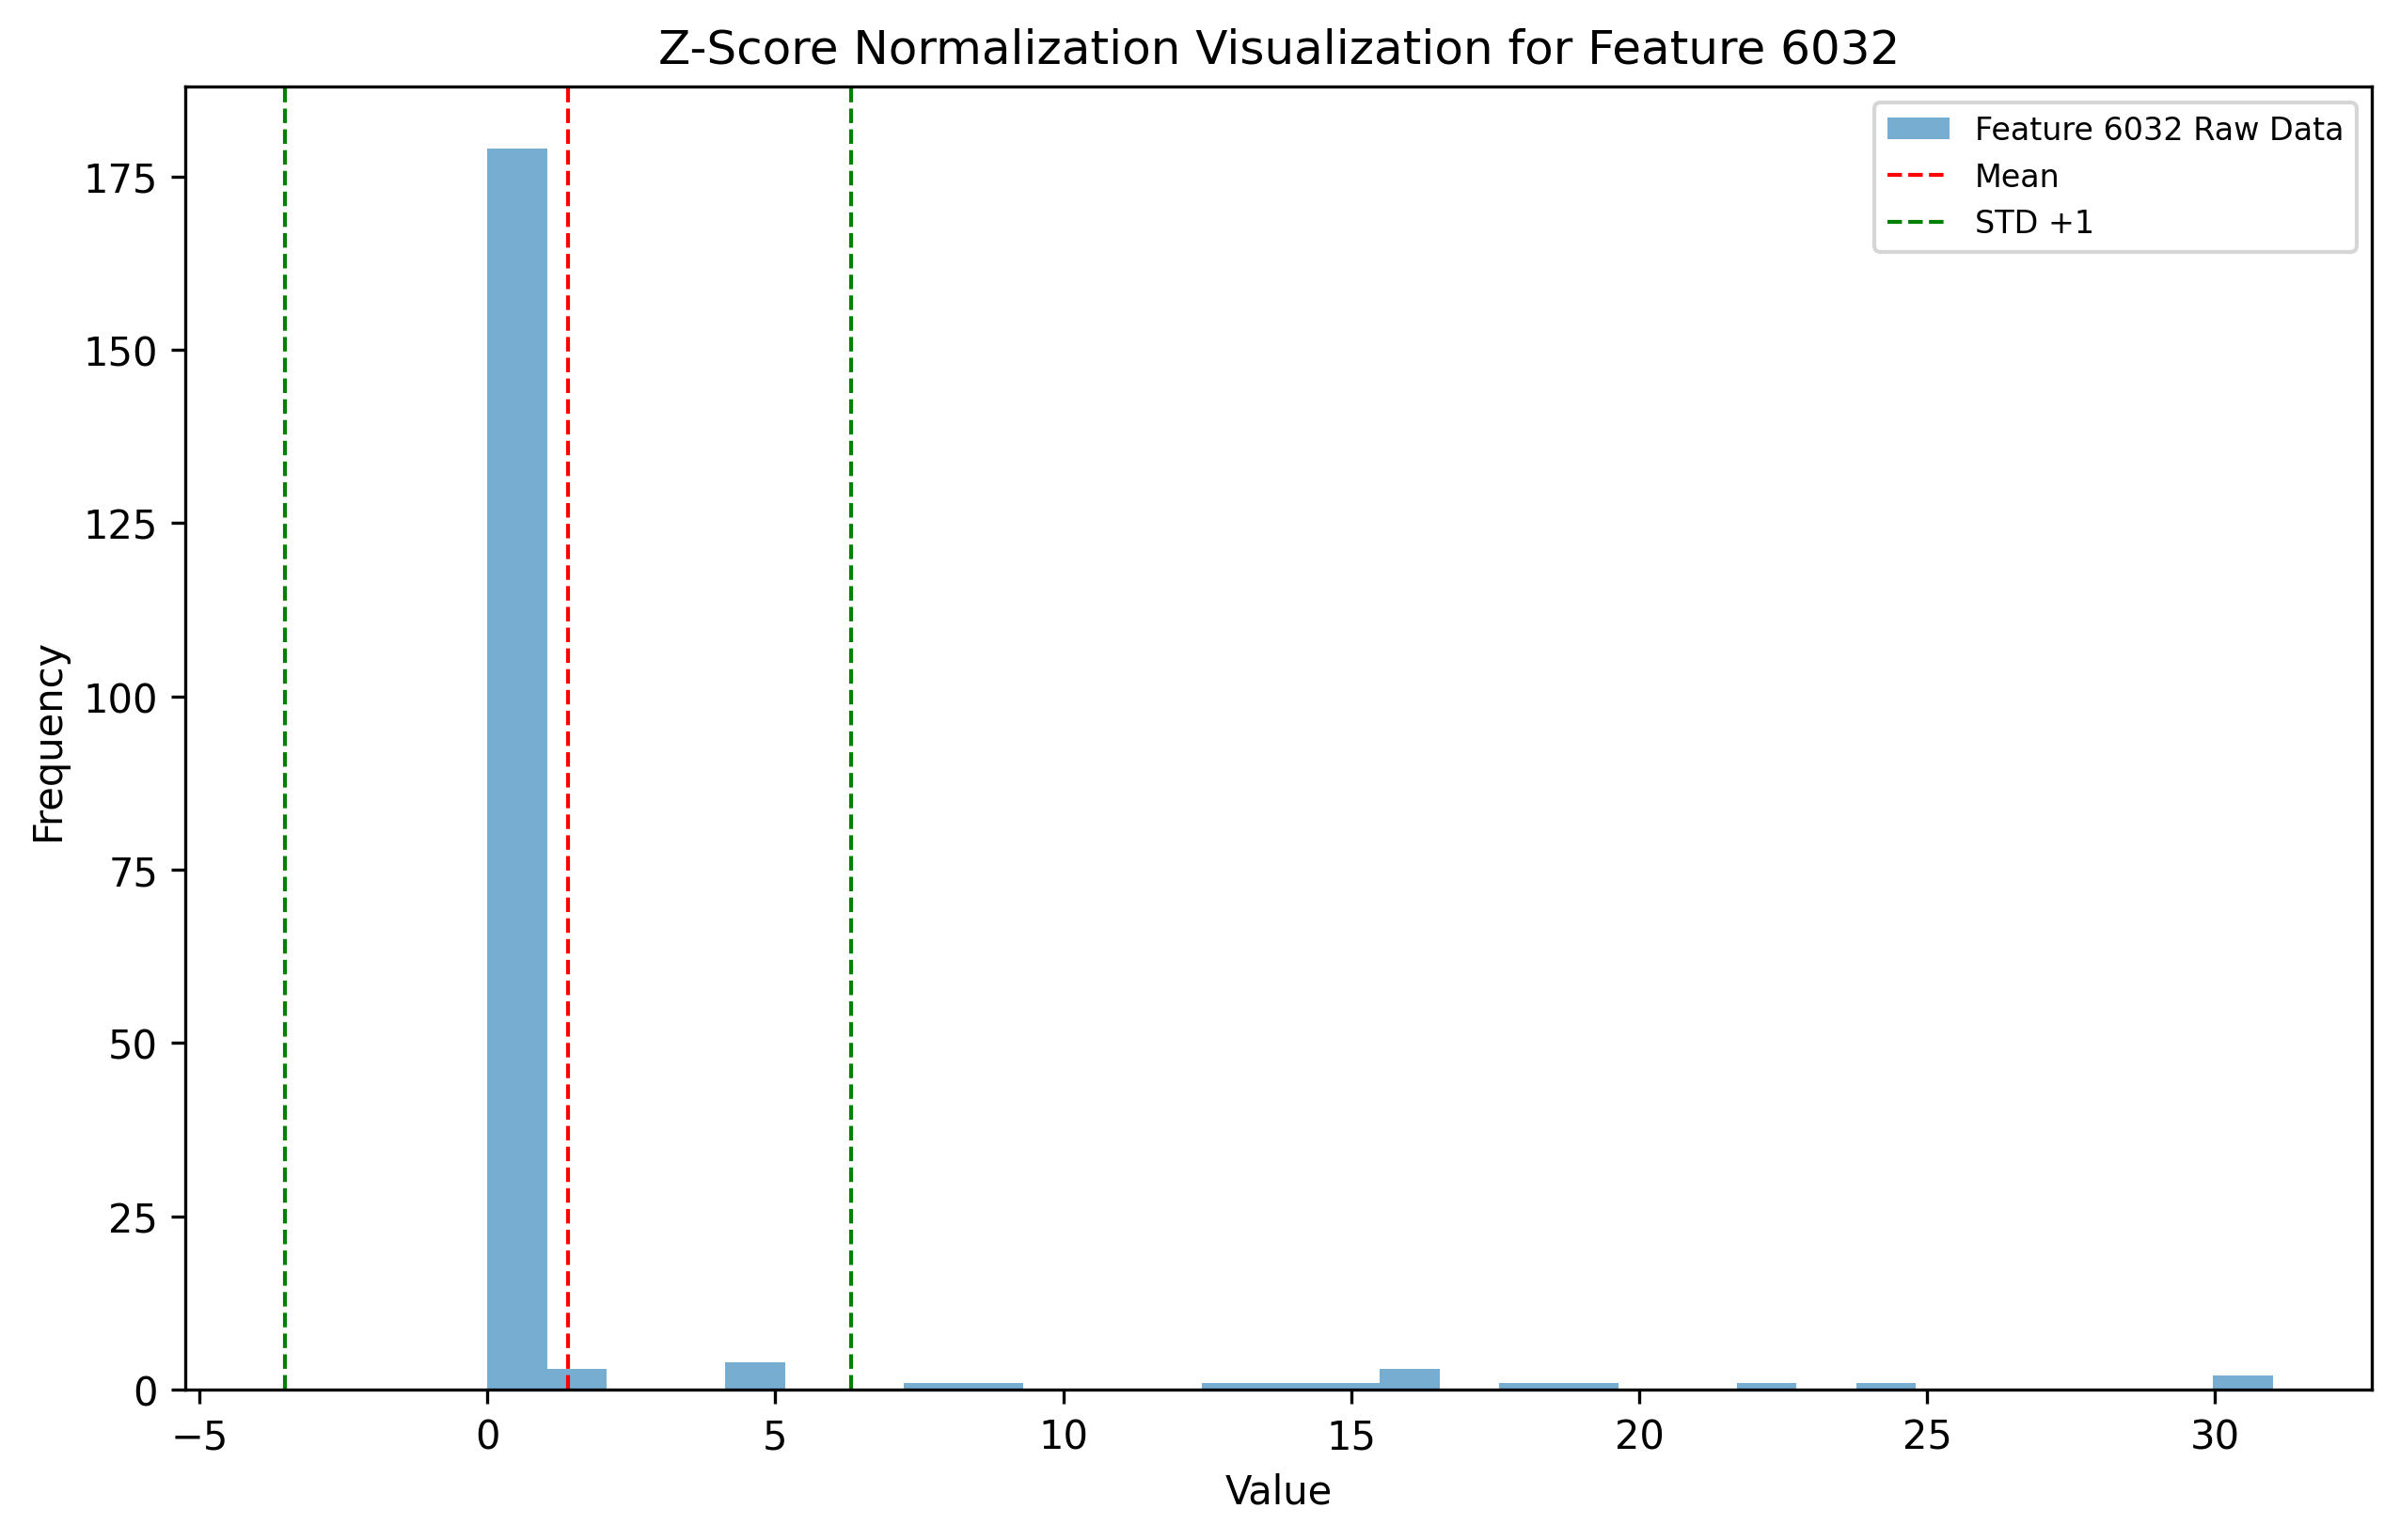 Z-Score Normalization Visualization for Feature 6032
Feature 6032 Raw Data
Mean
STD +1
175
150
125
100
75
50
25
0
Frequency
−5 0 5 10 15 20 25 30
Value